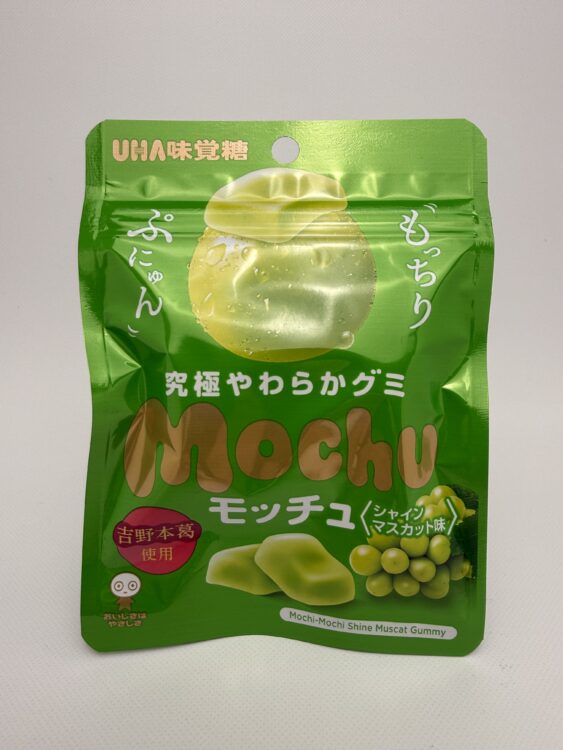 UHA味覚糖
“もっちり
ぷにゅん”
究極やわらかグミ
Mochu
モッチュ
〈シャイン
マスカット味〉
吉野本葛
使用
おいしさは
やさしさ
Mochi-Mochi Shine Muscat Gummy